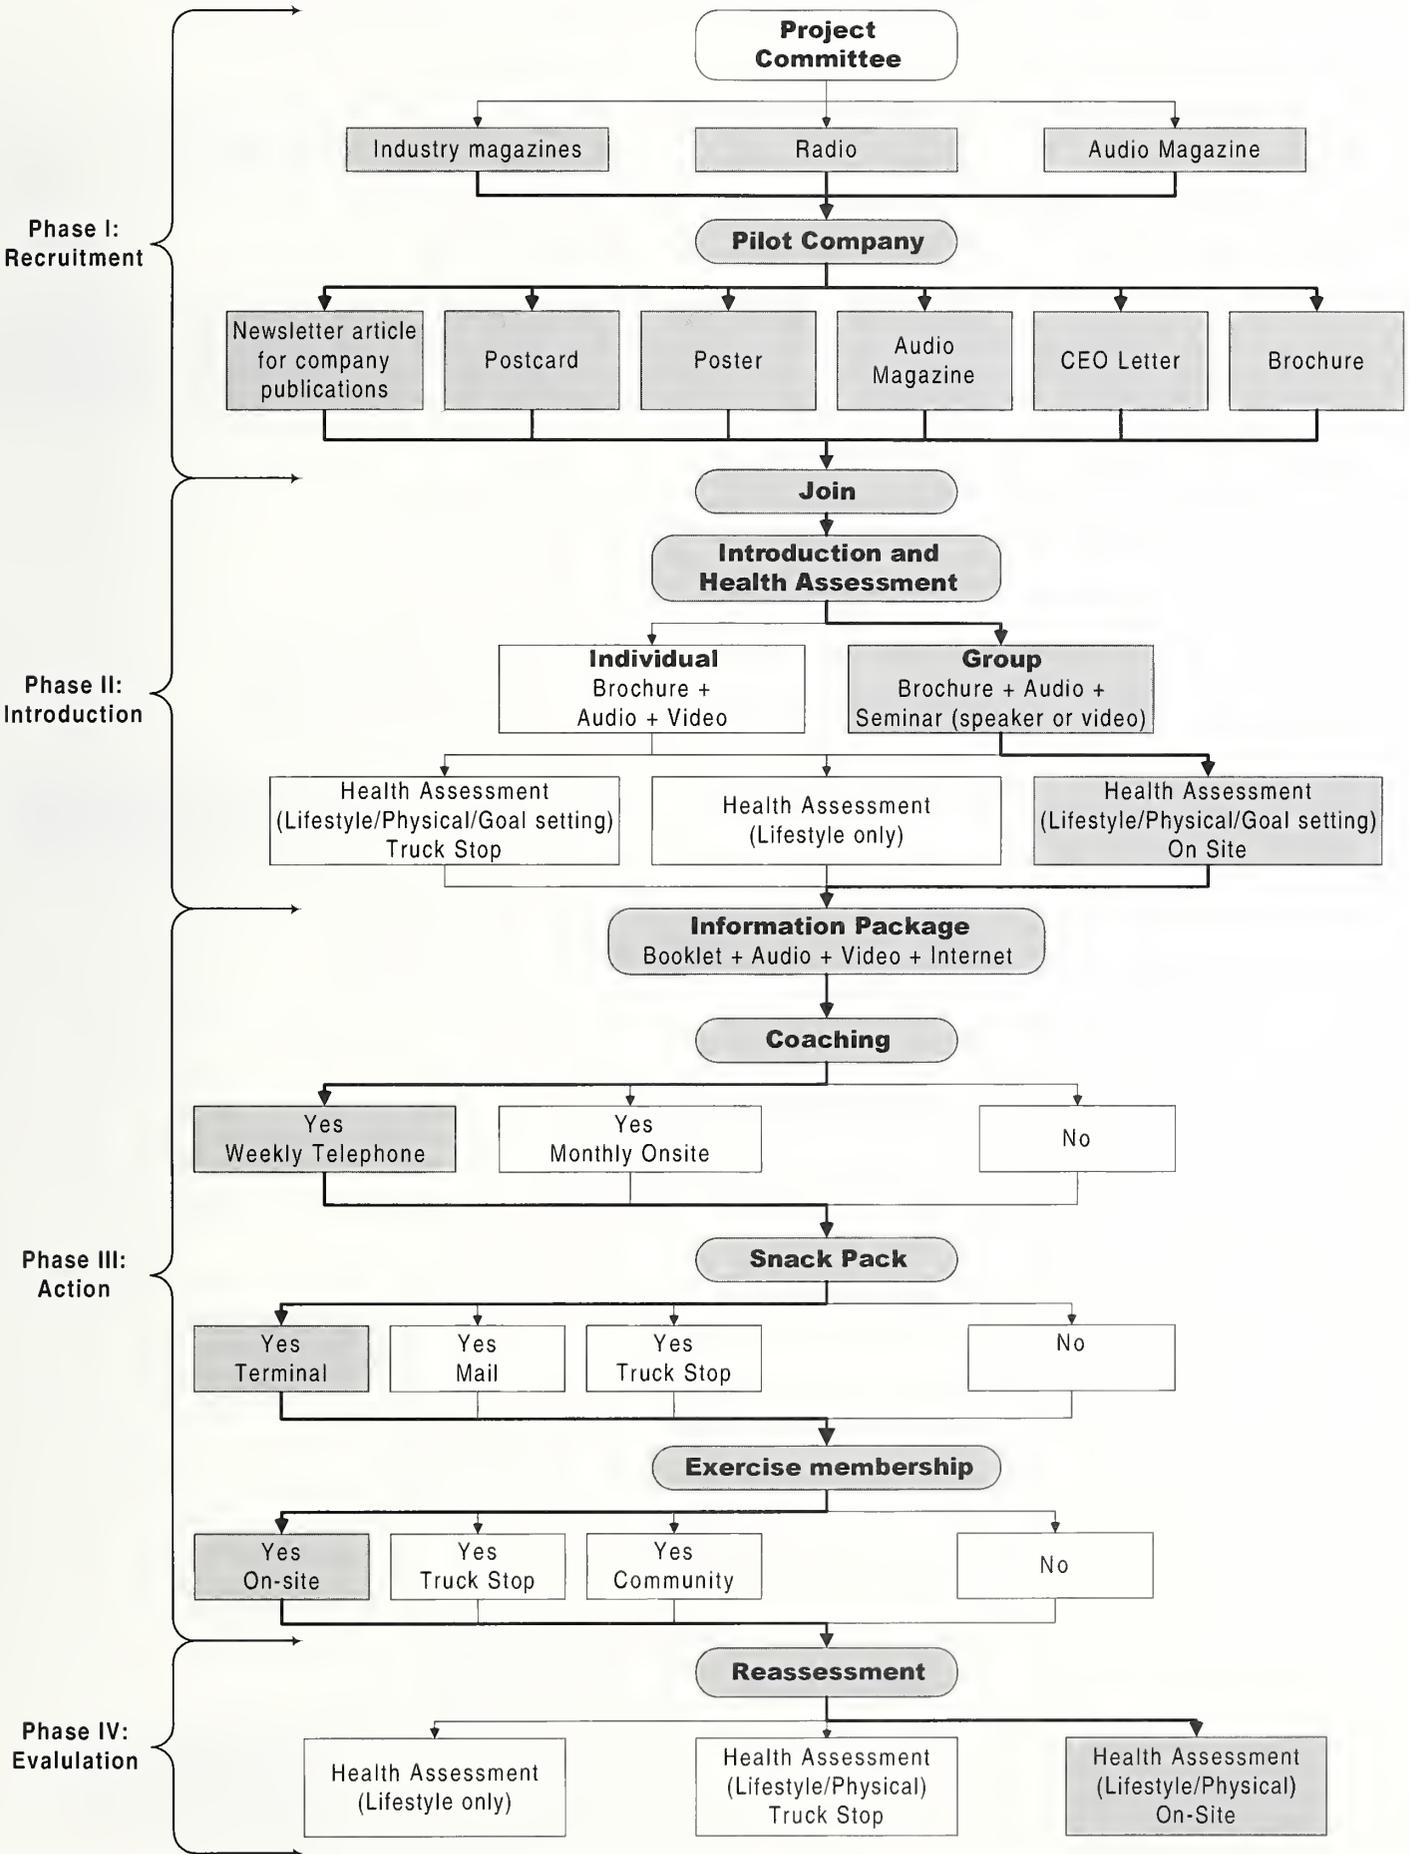 Project
Committee
Industry magazines
Radio
Audio Magazine
Phase I:
Recruitment
Pilot Company
Newsletter article
for company
publications
Postcard
Poster
Audio
Magazine
CEO Letter
Brochure
Join
Introduction and
Health Assessment
Phase II:
Introduction
Individual
Brochure +
Audio + Video
Group
Brochure + Audio +
Seminar (speaker or video)
Health Assessment
(Lifestyle/Physical/Goal setting)
Truck Stop
Health Assessment
(Lifestyle only)
Health Assessment
(Lifestyle/Physical/Goal setting)
On Site
Information Package
Booklet + Audio + Video + Internet
Coaching
Yes
Weekly Telephone
Yes
Monthly Onsite
No
Phase III:
Action
Snack Pack
Yes
Terminal
Yes
Mail
Yes
Truck Stop
No
Exercise membership
Yes
On-site
Yes
Truck Stop
Yes
Community
No
Reassessment
Phase IV:
Evalulation
Health Assessment
(Lifestyle only)
Health Assessment
(Lifestyle/Physical)
Truck Stop
Health Assessment
(Lifestyle/Physical)
On-Site